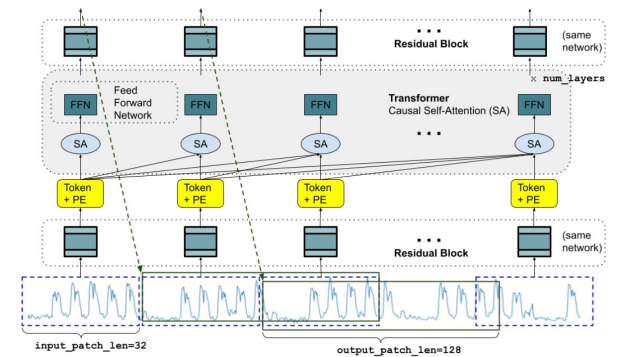 Residual Block
(same
network)
x num_layers
Feed
Forward
Network
Transformer
Causal Self-Attention (SA)
FFN
FFN
FFN
FFN
SA
SA
SA
SA
Token
+ PE
Token
+ PE
Token
+ PE
Token
+ PE
(same
network)
Residual Block
input_patch_len=32
output_patch_len=128